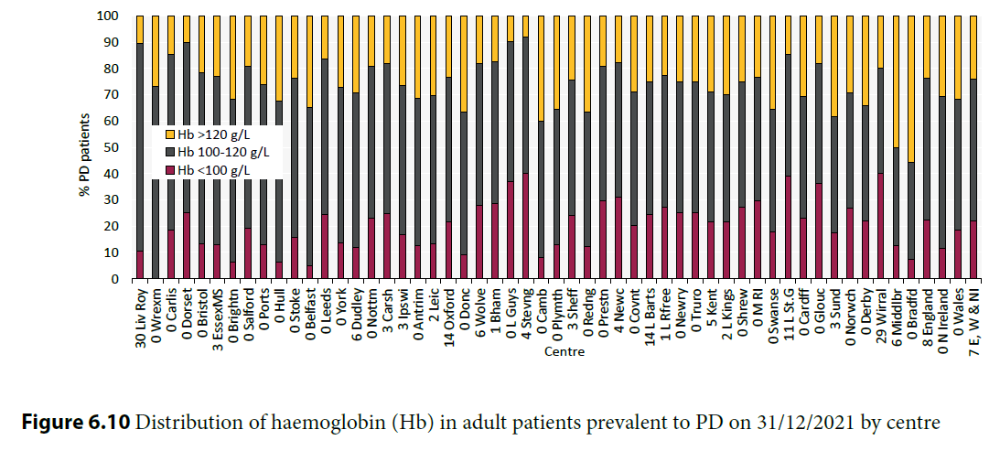 100
90
80
70
60
50
40
30
20
10
0
% PD patients
Hb >120 g/L
Hb 100-120 g/L
Hb <100 g/L
30 Liv Roy
0 Wrexm
0 Carlis
0 Dorset
0 Bristol
3 EssexMS
0 Brightn
0 Salford
0 Ports
0 Hull
0 Stoke
0 Belfast
0 Leeds
0 York
6 Dudley
0 Nottm
3 Carsh
3 Ipswi
0 Antrim
2 Leic
14 Oxford
0 Donc
6 Wolve
1 Bham
0 L Guys
4 Stevng
0 Camb
0 Plymth
3 Sheff
0 Redng
0 Prestn
4 Newc
0 Covnt
14 L Barts
1 L Rfree
0 Newry
0 Truro
5 Kent
2 L Kings
0 Shrew
0 M RI
0 Swanse
11 L St.G
0 Cardff
0 Glouc
3 Sund
0 Norwch
0 Derby
29 Wirral
6 Middlbr
0 Bradfd
8 England
0 N Ireland
0 Wales
7 E, W & NI
Centre
Figure 6.10 Distribution of haemoglobin (Hb) in adult patients prevalent to PD on 31/12/2021 by centre